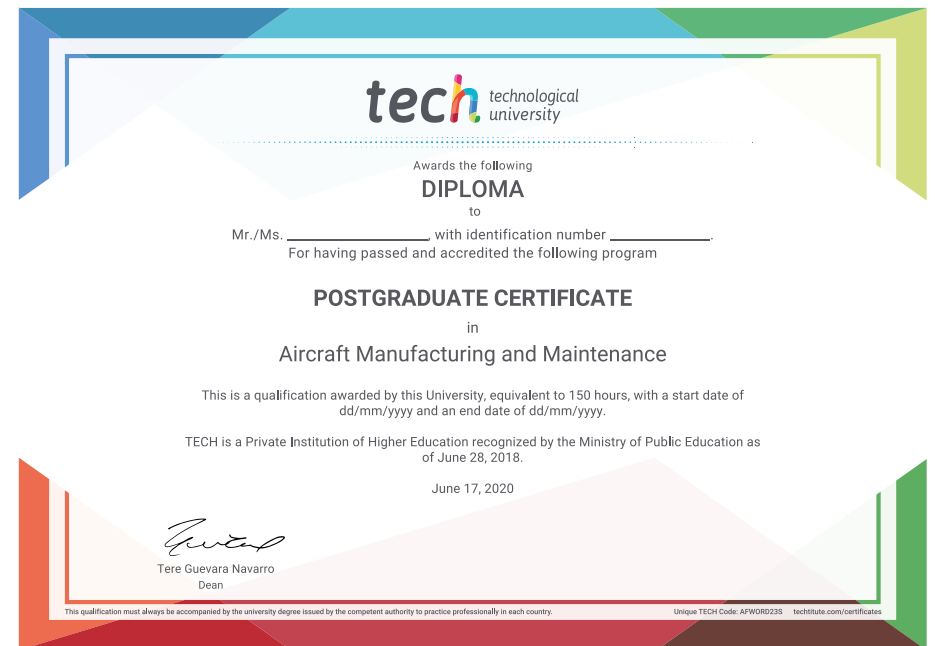 tech technological
university
Awards the following
DIPLOMA
to
Mr./Ms. ____________________, with identification number ______________.
For having passed and accredited the following program
POSTGRADUATE CERTIFICATE
in
Aircraft Manufacturing and Maintenance
This is a qualification awarded by this University, equivalent to 150 hours, with a start date of
dd/mm/yyyy and an end date of dd/mm/yyyy.
TECH is a Private Institution of Higher Education recognized by the Ministry of Public Education as
of June 28, 2018.
June 17, 2020
Tere Guevara Navarro
Dean
This qualification must always be accompanied by the university degree issued by the competent authority to practice professionally in each country. Unique TECH Code: AFWORD23S techtitute.com/certificates